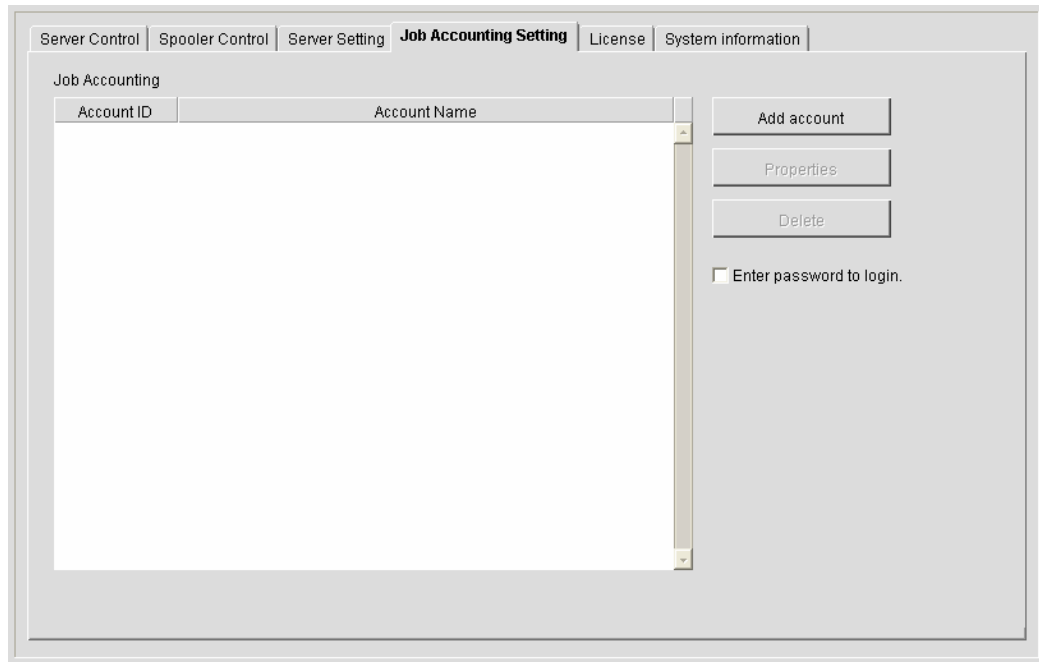 Server Control Spooler Control Server Setting Job Accounting Setting License System information
Job Accounting
Account ID Account Name
Add account
Properties
Delete
Enter password to login.